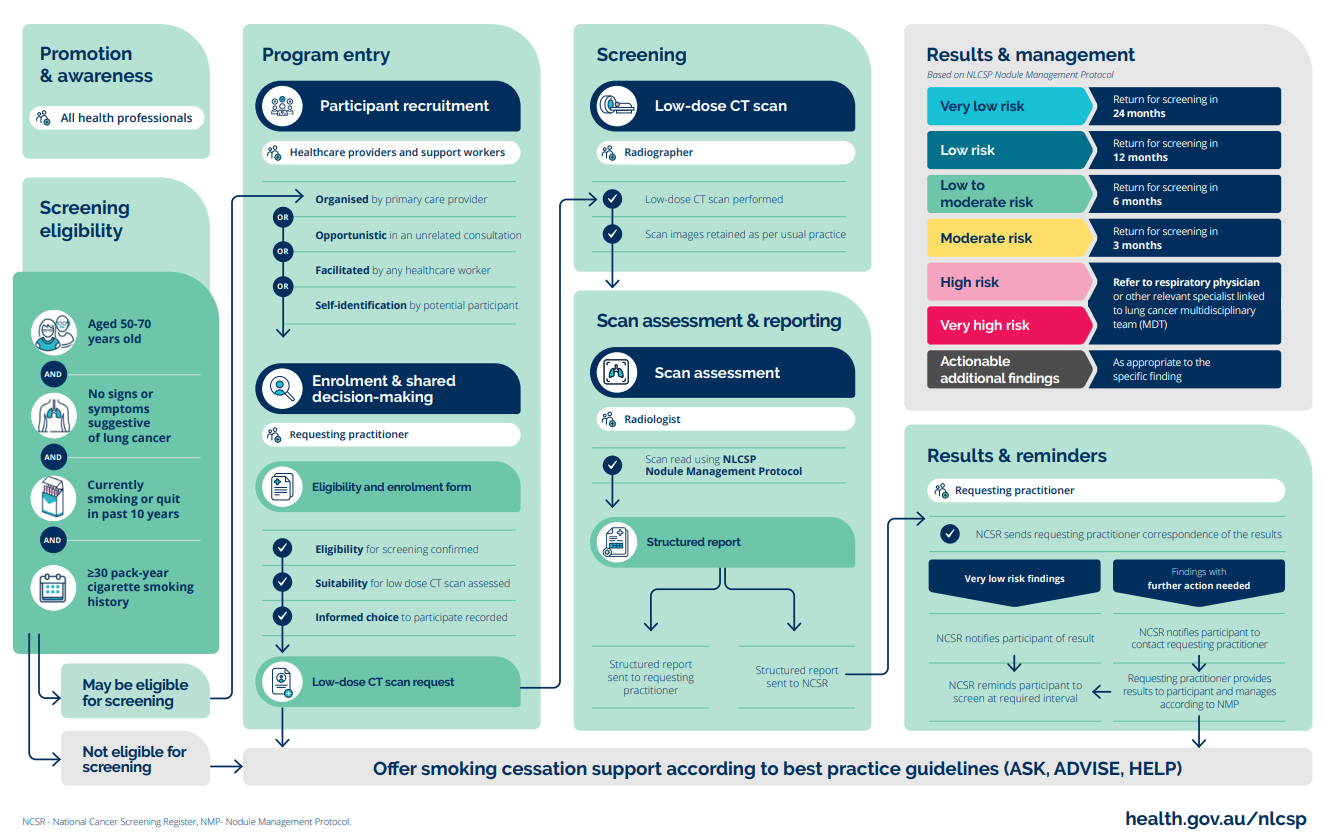 Promotion
& awareness
All health professionals
Screening
eligibility
Aged 50-70
years old
AND
No signs or
symptoms
suggestive
of lung cancer
AND
Currently
smoking or quit
in past 10 years
AND
≥30 pack-year
cigarette smoking
history
May be eligible
for screening
Not eligible for
screening
Program entry
Participant recruitment
Healthcare providers and support workers
Organised by primary care provider
OR
Opportunistic in an unrelated consultation
OR
Facilitated by any healthcare worker
OR
Self-identification by potential participant
Enrolment & shared
decision-making
Requesting practitioner
Eligibility and enrolment form
Eligibility for screening confirmed
Suitability for low dose CT scan assessed
Informed choice to participate recorded
Low-dose CT scan request
Screening
Low-dose CT scan
Radiographer
Low-dose CT scan performed
Scan images retained as per usual practice
Scan assessment & reporting
Scan assessment
Radiologist
Scan read using NLCSP
Nodule Management Protocol
Structured report
Structured report
sent to requesting
practitioner
Structured report
sent to NCSR
Results & management
Based on NLCSP Nodule Management Protocol
Very low risk
Return for screening in
24 months
Low risk
Return for screening in
12 months
Low to
moderate risk
Return for screening in
6 months
Moderate risk
Return for screening in
3 months
High risk
Very high risk
Refer to respiratory physician
or other relevant specialist linked
to lung cancer multidisciplinary
team (MDT)
Actionable
additional findings
As appropriate to the
specific finding
Results & reminders
Requesting practitioner
NCSR sends requesting practitioner correspondence of the results
Very low risk findings
Findings with
further action needed
NCSR notifies participant of result
NCSR notifies participant to
contact requesting practitioner
NCSR reminds participant to
screen at required interval
Requesting practitioner provides
results to participant and manages
according to NMP
Offer smoking cessation support according to best practice guidelines (ASK, ADVISE, HELP)
NCSR - National Cancer Screening Register, NMP- Nodule Management Protocol.
health.gov.au/nlcsp